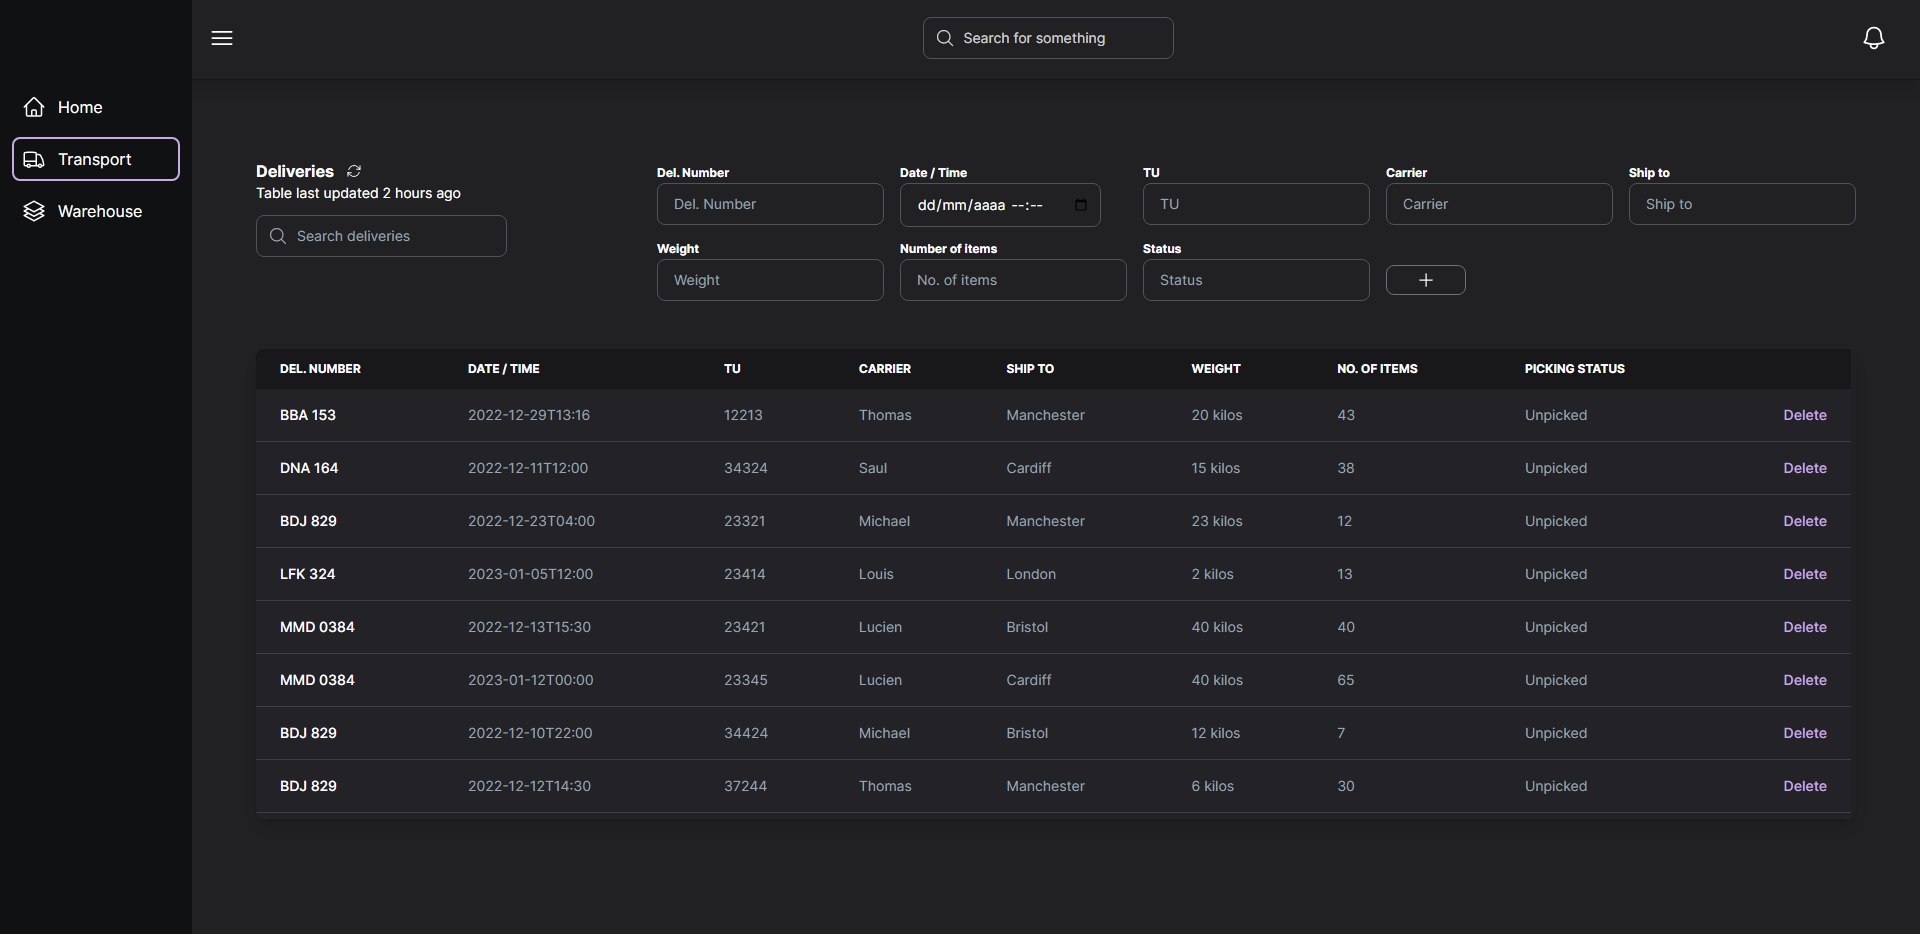 Search for something
Home
Transport
Warehouse
Deliveries
Table last updated 2 hours ago
Search deliveries
Del. Number Date / Time TU Carrier Ship to
Del. Number dd/mm/aaaa --:-- TU Carrier Ship to
Weight Number of items Status
Weight No. of items Status +
DEL. NUMBER DATE / TIME TU CARRIER SHIP TO WEIGHT NO. OF ITEMS PICKING STATUS
BBA 153 2022-12-29T13:16 12213 Thomas Manchester 20 kilos 43 Unpicked Delete
DNA 164 2022-12-11T12:00 34324 Saul Cardiff 15 kilos 38 Unpicked Delete
BDJ 829 2022-12-23T04:00 23321 Michael Manchester 23 kilos 12 Unpicked Delete
LFK 324 2023-01-05T12:00 23414 Louis London 2 kilos 13 Unpicked Delete
MMD 0384 2022-12-13T15:30 23421 Lucien Bristol 40 kilos 40 Unpicked Delete
MMD 0384 2023-01-12T00:00 23345 Lucien Cardiff 40 kilos 65 Unpicked Delete
BDJ 829 2022-12-10T22:00 34424 Michael Bristol 12 kilos 7 Unpicked Delete
BDJ 829 2022-12-12T14:30 37244 Thomas Manchester 6 kilos 30 Unpicked Delete